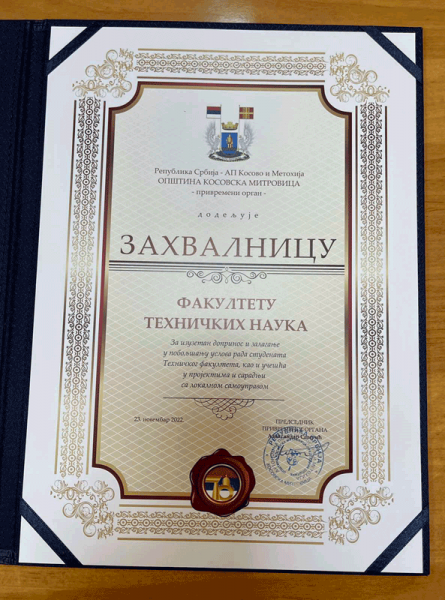 Република Србија - АП Косово и Метохија
ОПШТИНА КОСОВСКА МИТРОВИЦА
- привремени орган -
додељује
ЗАХВАЛНИЦУ
ФАКУЛТЕТУ
ТЕХНИЧКИХ НАУКА
За изузетан допринос и залагање
у побољшању услова рада студената
Техничког факултета, као и учешћа
у пројектима и сарадњи
са локалном самоуправом
23. новембар 2022.
ПРЕДСЕДНИК
ПРИВРЕМЕНОГ ОРГАНА